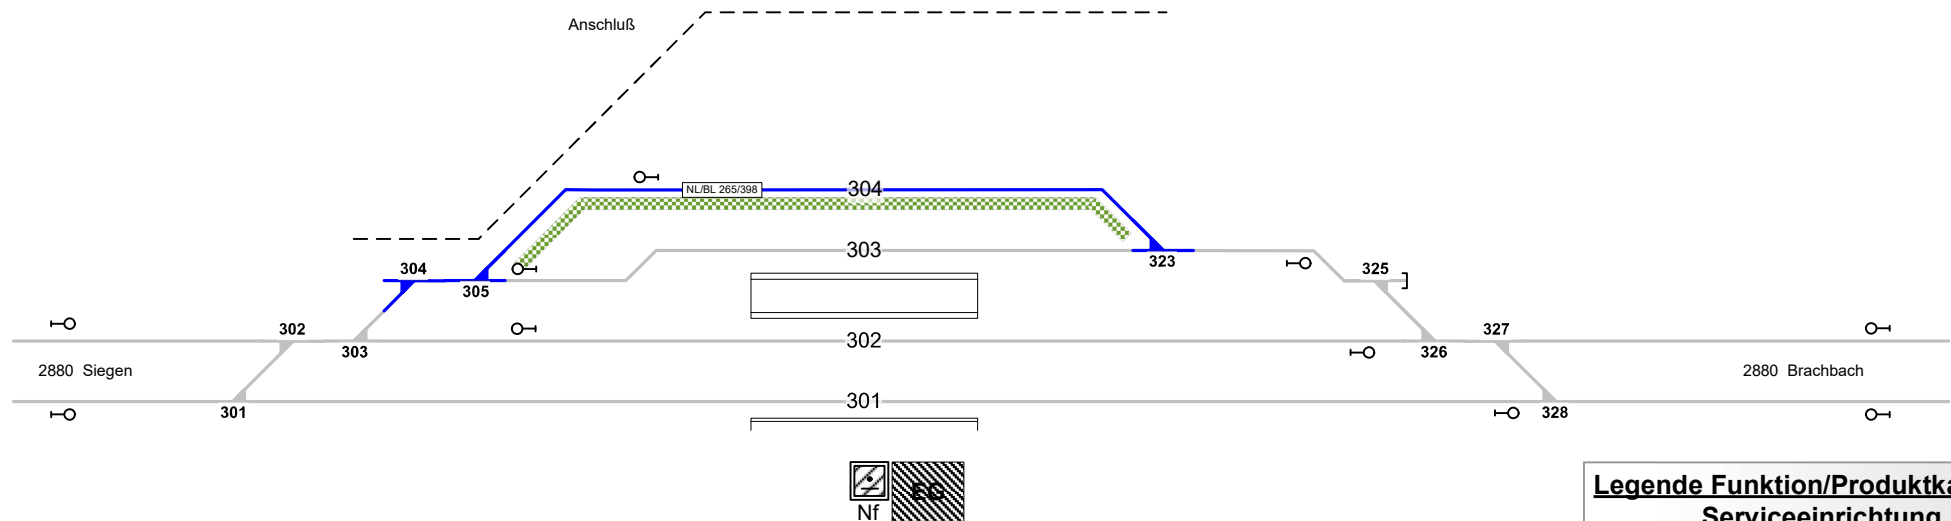 Anschluß
NL/BL 265/398
304
303
304
323
325
305
302
327
303
302
326
2880 Siegen
2880 Brachbach
301
301
328
EG
Nf
Legende Funktion/Produktka
Serviceeinrichtung